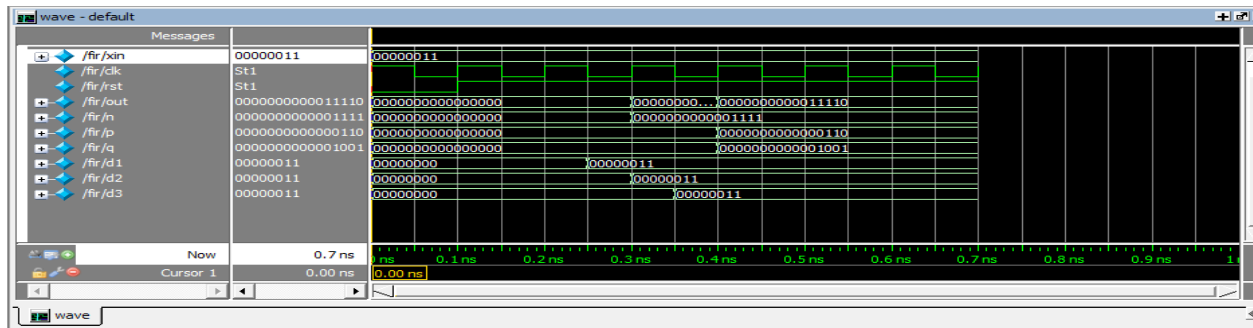 wave - default
Messages
/fir/xin 00000011 00000011
/fir/clk St1
/fir/rst St1
/fir/out 0000000000011110 0000000000000000 00000000... 0000000000011110
/fir/n 0000000000001111 0000000000000000 0000000000001111
/fir/p 0000000000000110 0000000000000000 0000000000000110
/fir/q 0000000000001001 0000000000000000 0000000000001001
/fir/d1 00000011 00000000 00000011
/fir/d2 00000011 00000000 00000011
/fir/d3 00000011 00000000 00000011
Now 0.7 ns ns 0.1 ns 0.2 ns 0.3 ns 0.4 ns 0.5 ns 0.6 ns 0.7 ns 0.8 ns 0.9 ns 1
Cursor 1 0.00 ns 0.00 ns
wave